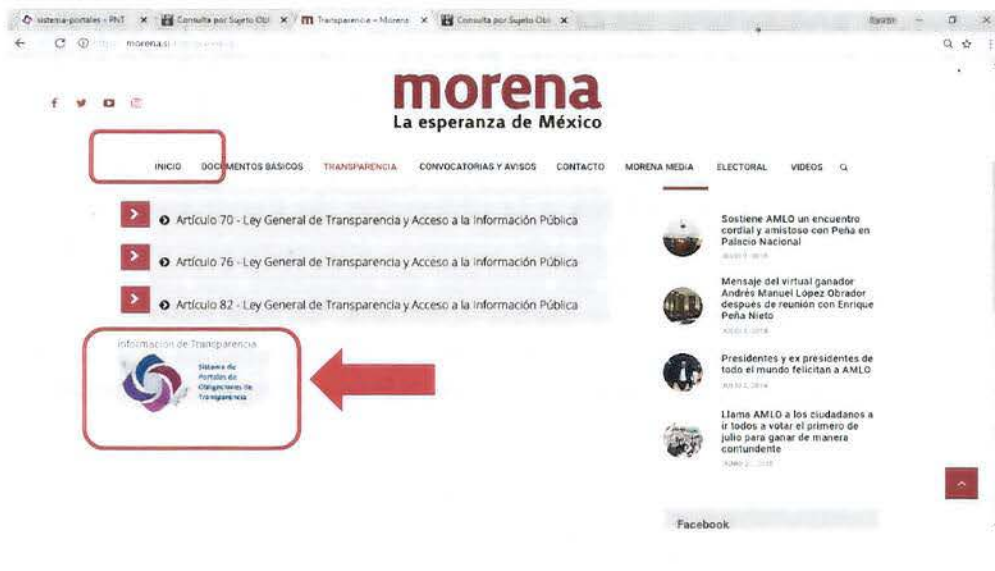 sistema-portales - PNT
Consulta por Sujeto Obl
Transparencia – Morena
Consulta por Sujeto Obl
morena.si
morena
La esperanza de México
INICIO DOCUMENTOS BÁSICOS TRANSPARENCIA CONVOCATORIAS Y AVISOS CONTACTO MORENA MEDIA ELECTORAL VIDEOS
Artículo 70 - Ley General de Transparencia y Acceso a la Información Pública
Artículo 76 - Ley General de Transparencia y Acceso a la Información Pública
Artículo 82 - Ley General de Transparencia y Acceso a la Información Pública
Información de Transparencia
Sistema de
Portales de
Obligaciones de
Transparencia
Sostiene AMLO un encuentro
cordial y amistoso con Peña en
Palacio Nacional
Mensaje del virtual ganador
Andrés Manuel López Obrador
después de reunión con Enrique
Peña Nieto
Presidentes y ex presidentes de
todo el mundo felicitan a AMLO
Llama AMLO a los ciudadanos a
ir todos a votar el primero de
julio para ganar de manera
contundente
Facebook